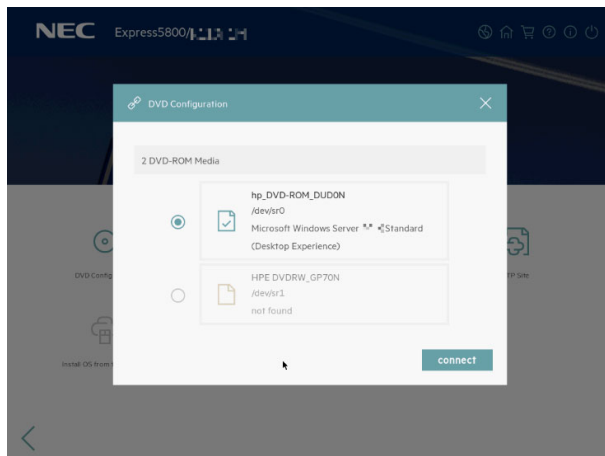 NEC Express5800/
DVD Configuration
2 DVD-ROM Media
hp_DVD-ROM_DUD0N
/dev/sr0
Microsoft Windows Server Standard
(Desktop Experience)
HPE DVDRW_GP70N
/dev/sr1
not found
DVD Config
TP Site
Install OS from
connect